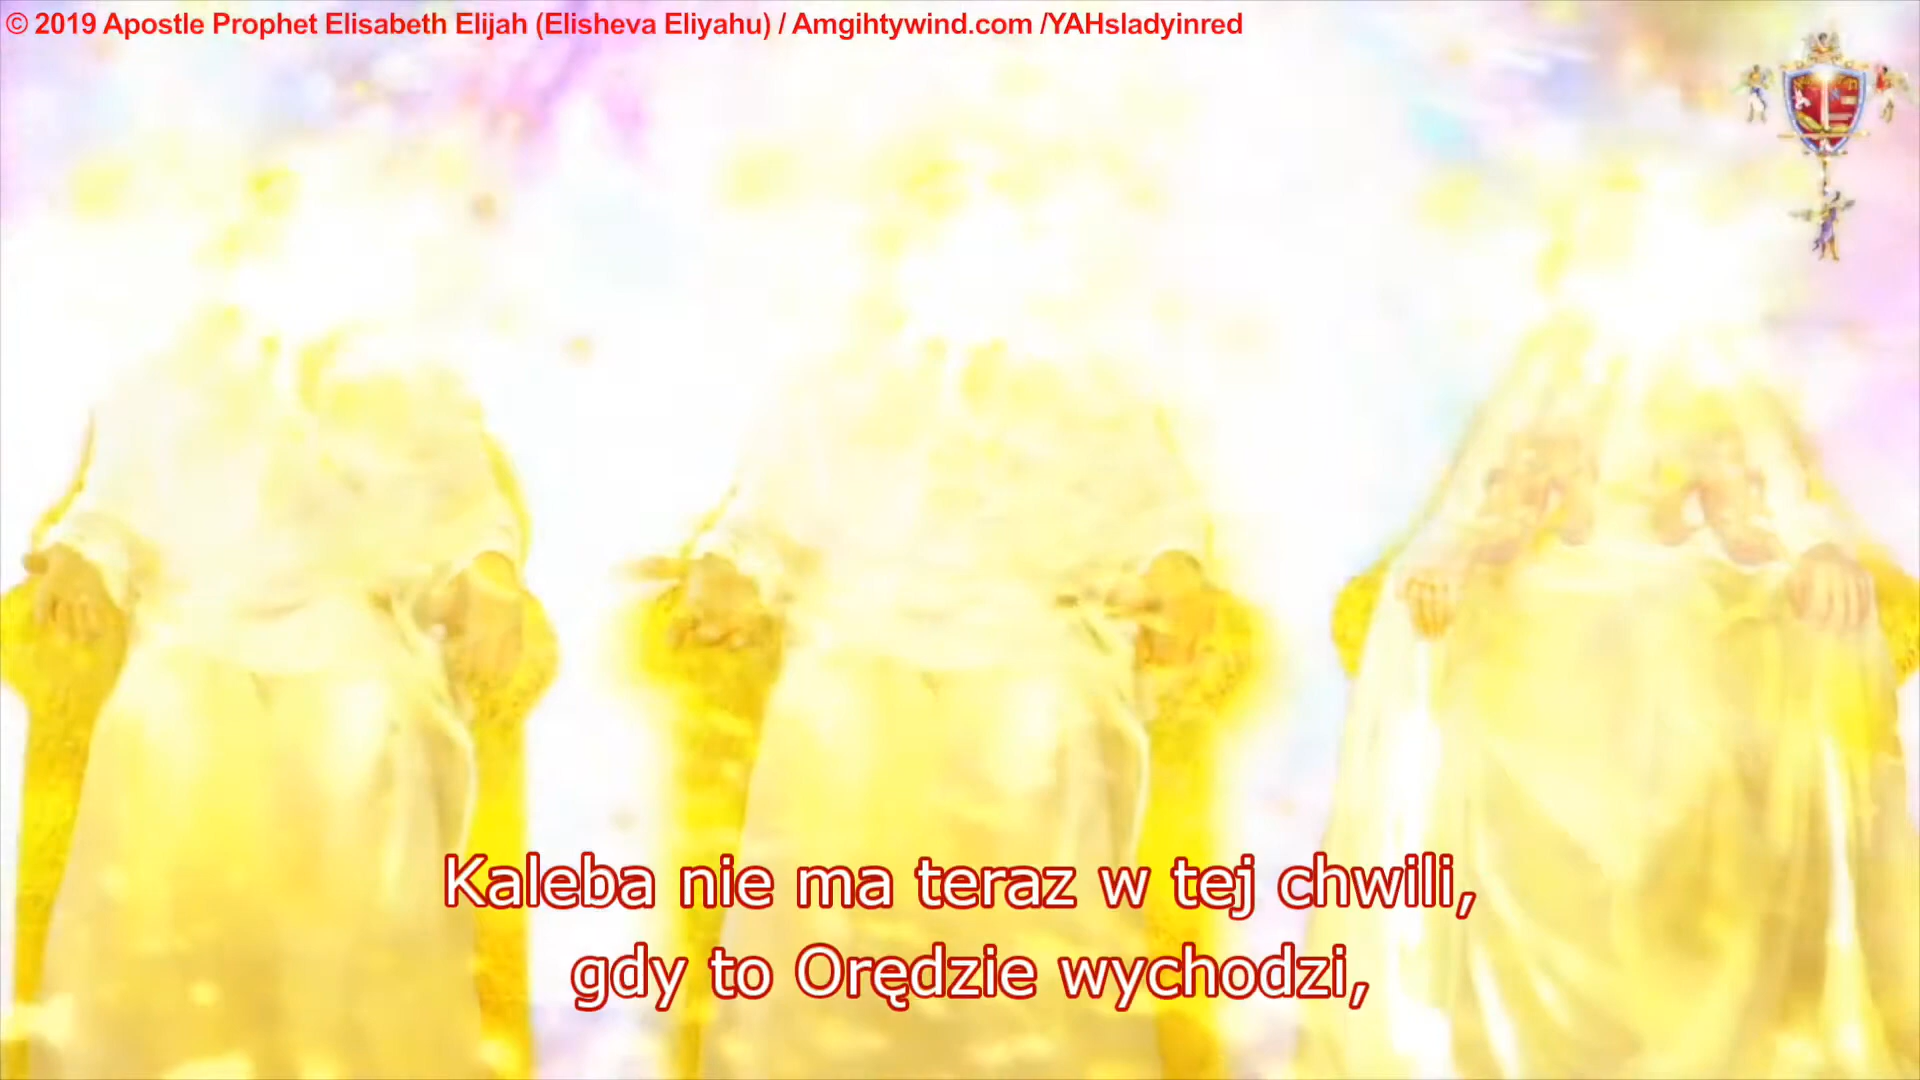 © 2019 Apostle Prophet Elisabeth Elijah (Elisheva Eliyahu) / Amgihtywind.com /YAHsladyinred
Kaleba nie ma teraz w tej chwili,
gdy to Orędzie wychodzi,